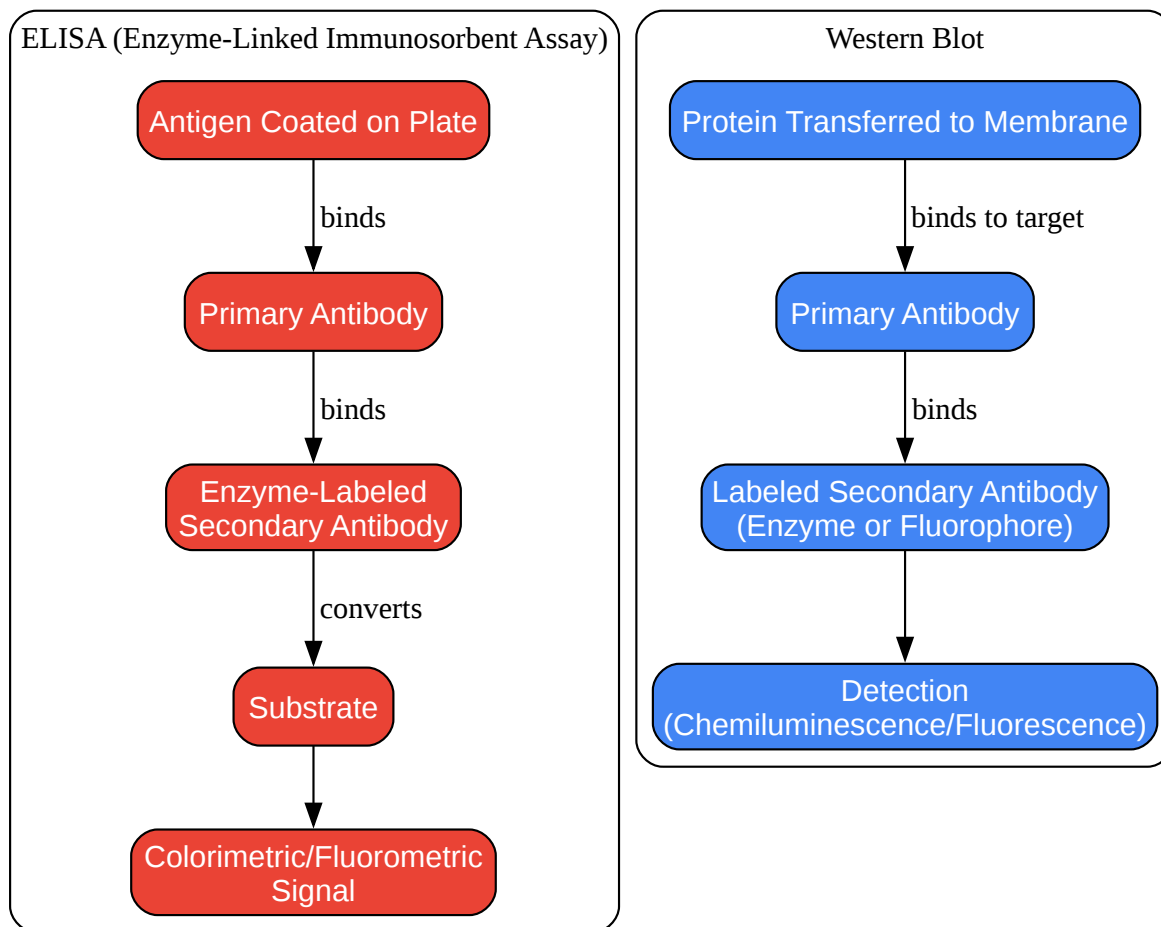 ELISA (Enzyme-Linked Immunosorbent Assay)
Antigen Coated on Plate
binds
Primary Antibody
binds
Enzyme-Labeled
Secondary Antibody
converts
Substrate
Colorimetric/Fluorometric
Signal
Western Blot
Protein Transferred to Membrane
binds to target
Primary Antibody
binds
Labeled Secondary Antibody
(Enzyme or Fluorophore)
Detection
(Chemiluminescence/Fluorescence)